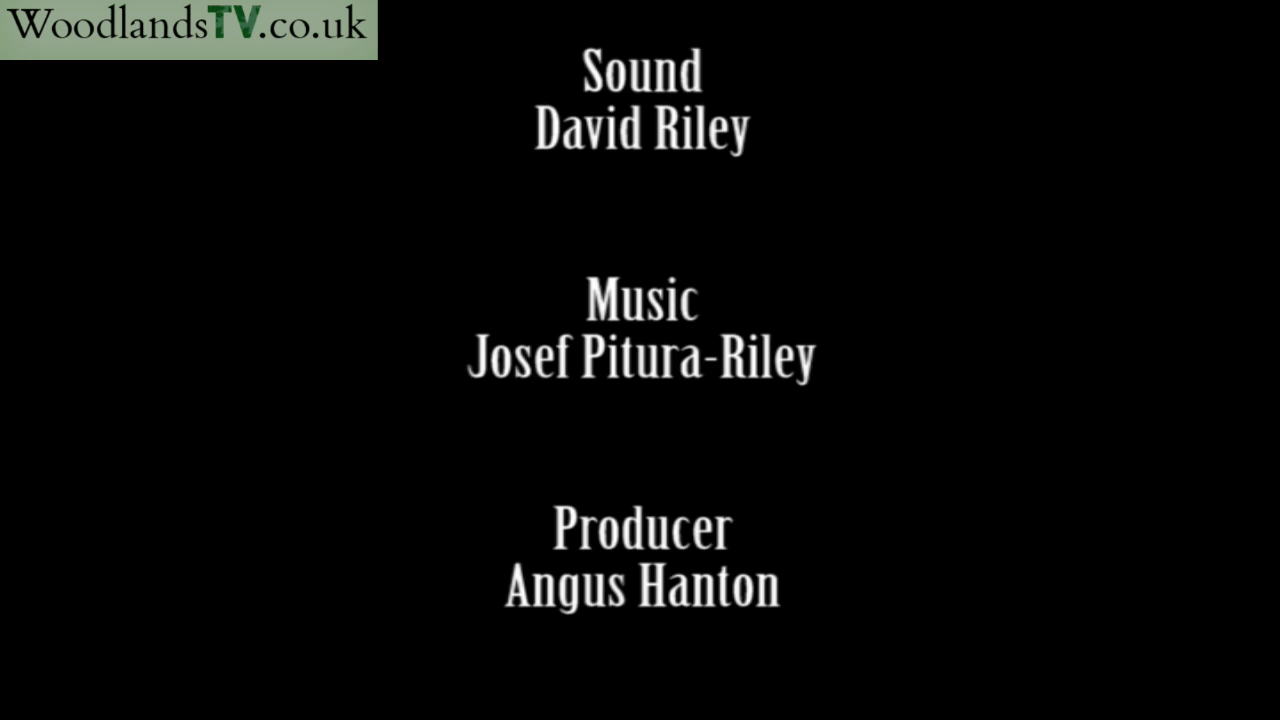 WoodlandsTV.co.uk
Sound
David Riley
Music
Josef Pitura-Riley
Producer
Angus Hanton